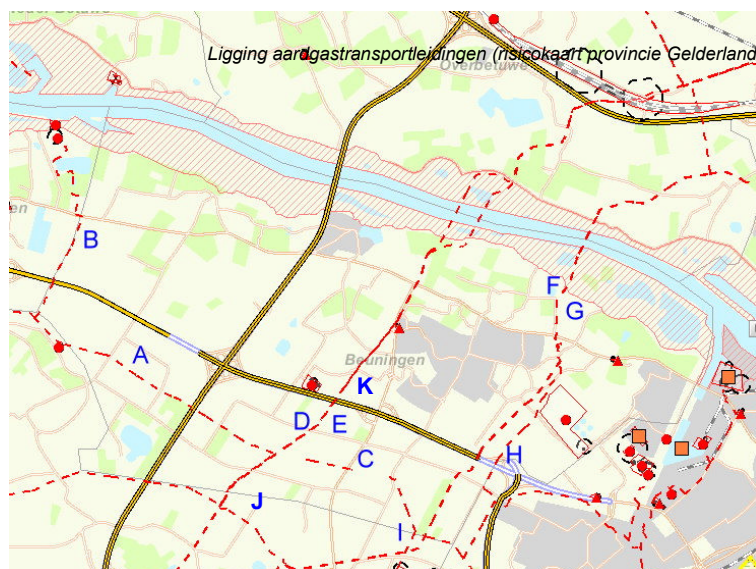 Ligging aardgastransportleidingen (risicokaart provincie Gelderland
Overbetuwe
B
F
G
A
Beuningen
K
D
E
C
H
J
I